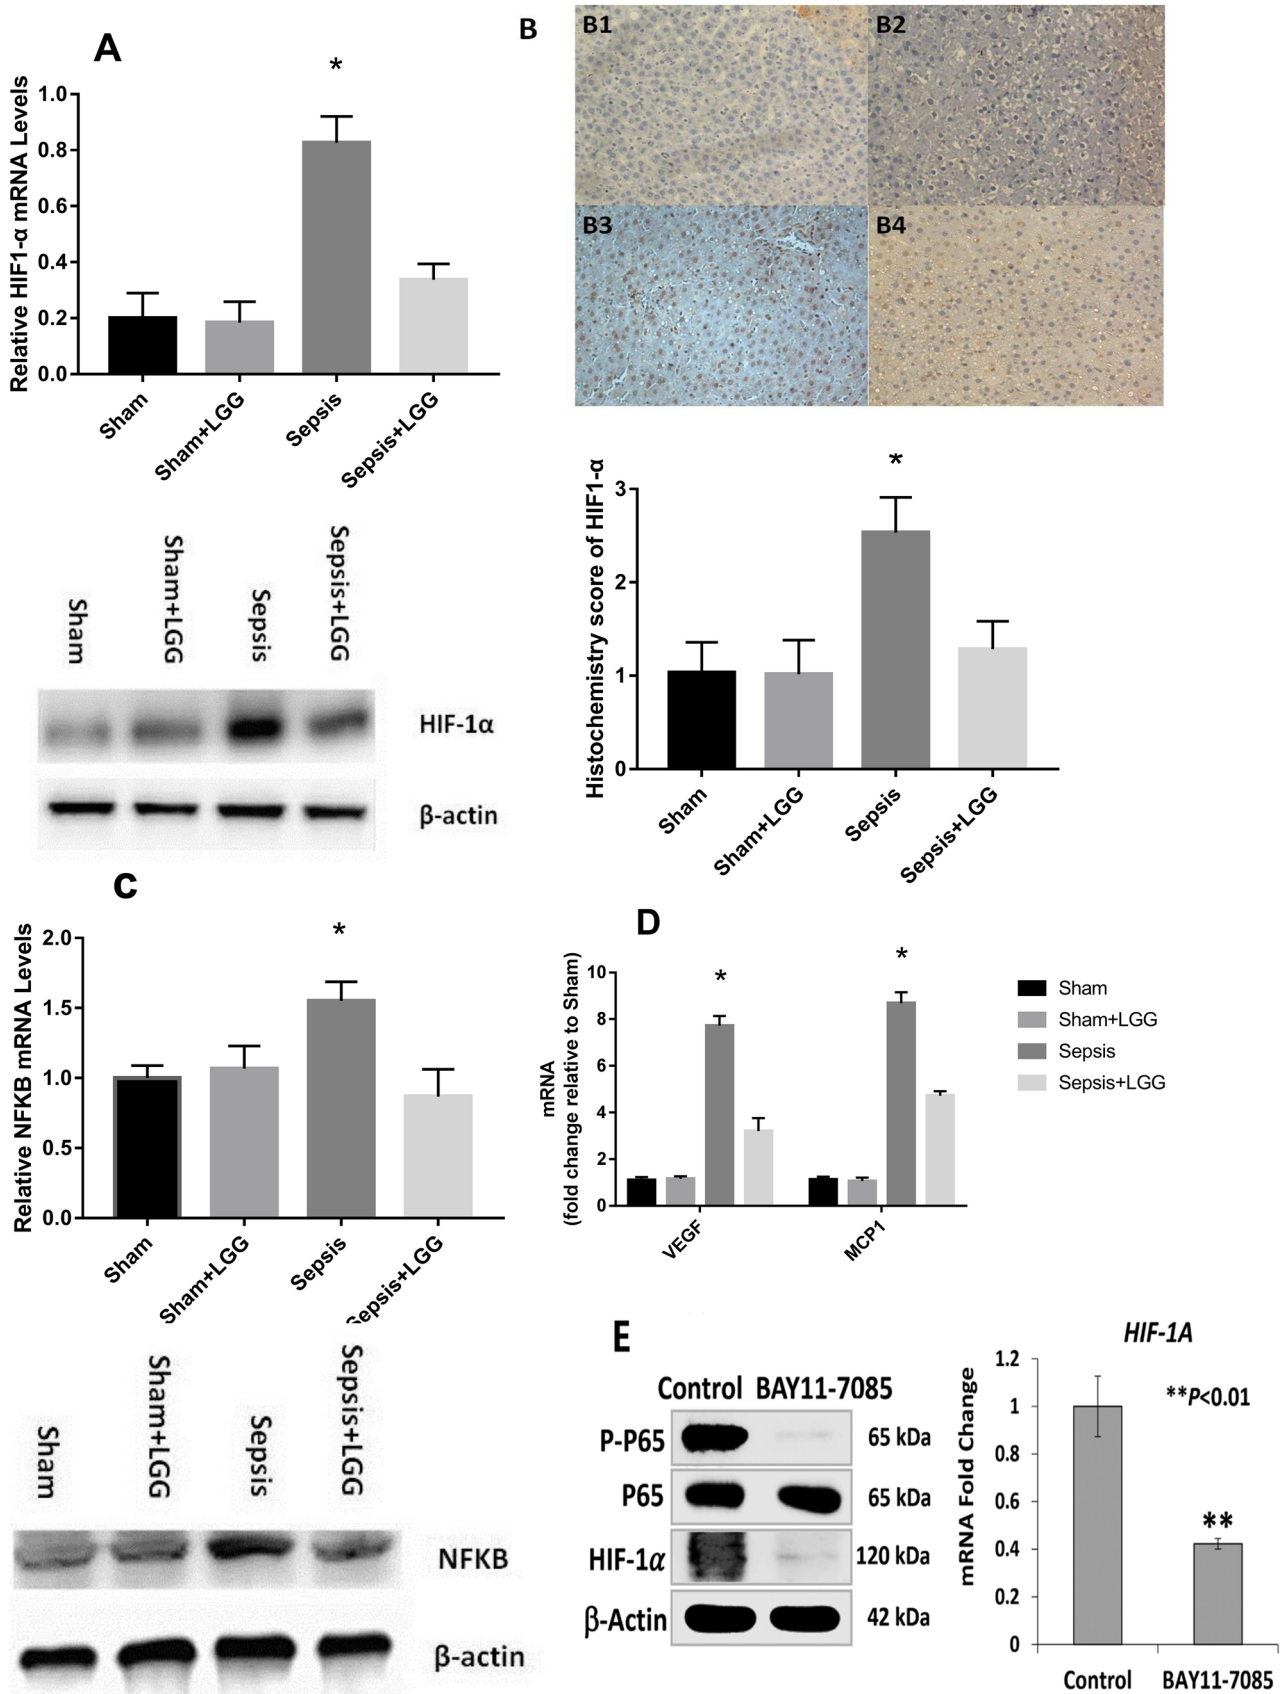 A
*
Relative HIF1-α mRNA Levels
1.0
0.8
0.6
0.4
0.2
0.0
Sham
Sham+LGG
Sepsis
Sepsis+LGG
Sham
Sham+LGG
Sepsis
Sepsis+LGG
HIF-1α
β-actin
B
B1
B2
B3
B4
*
Histochemistry score of HIF1-α
3
2
1
0
Sham
Sham+LGG
Sepsis
Sepsis+LGG
C
*
Relative NFKB mRNA Levels
2.0
1.5
1.0
0.5
0.0
Sham
Sham+LGG
Sepsis
Sepsis+LGG
Sham
Sham+LGG
Sepsis
Sepsis+LGG
NFKB
β-actin
D
*
*
mRNA
(fold change relative to Sham)
10
8
6
4
2
0
VEGF
MCP1
Sham
Sham+LGG
Sepsis
Sepsis+LGG
E
Control BAY11-7085
P-P65 65 kDa
P65 65 kDa
HIF-1α 120 kDa
β-Actin 42 kDa
HIF-1A
mRNA Fold Change
1.2
1
0.8
0.6
0.4
0.2
0
**P<0.01
**
Control BAY11-7085